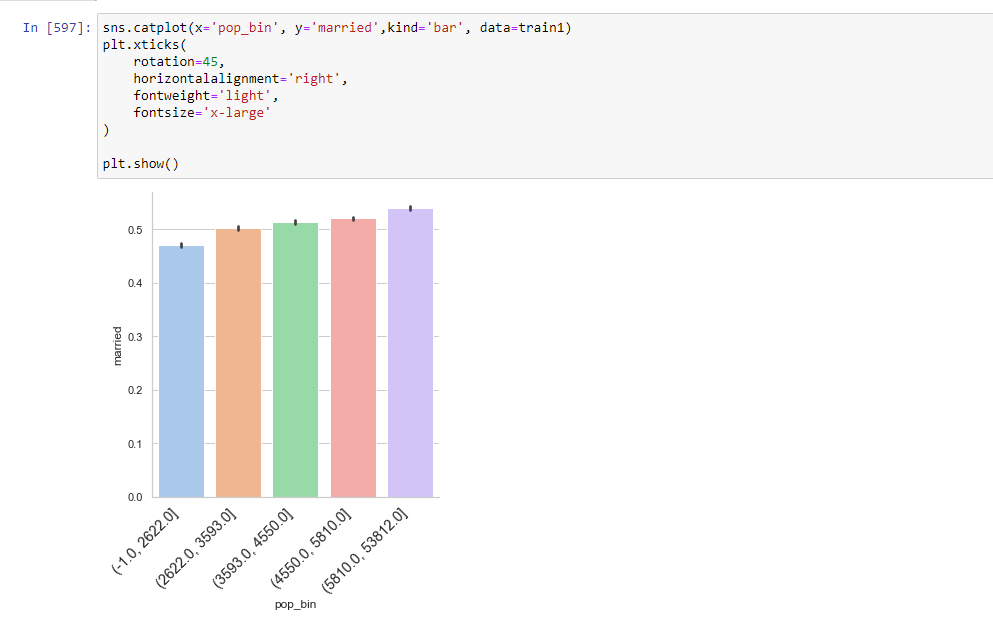 In [597]: sns.catplot(x='pop_bin', y='married',kind='bar', data=train1)
plt.xticks(
    rotation=45,
    horizontalalignment='right',
    fontweight='light',
    fontsize='x-large'
)

plt.show()
0.5
0.4
0.3
0.2
0.1
0.0
married
(-1.0, 2622.0]
(2622.0, 3593.0]
(3593.0, 4550.0]
(4550.0, 5810.0]
(5810.0, 53812.0]
pop_bin